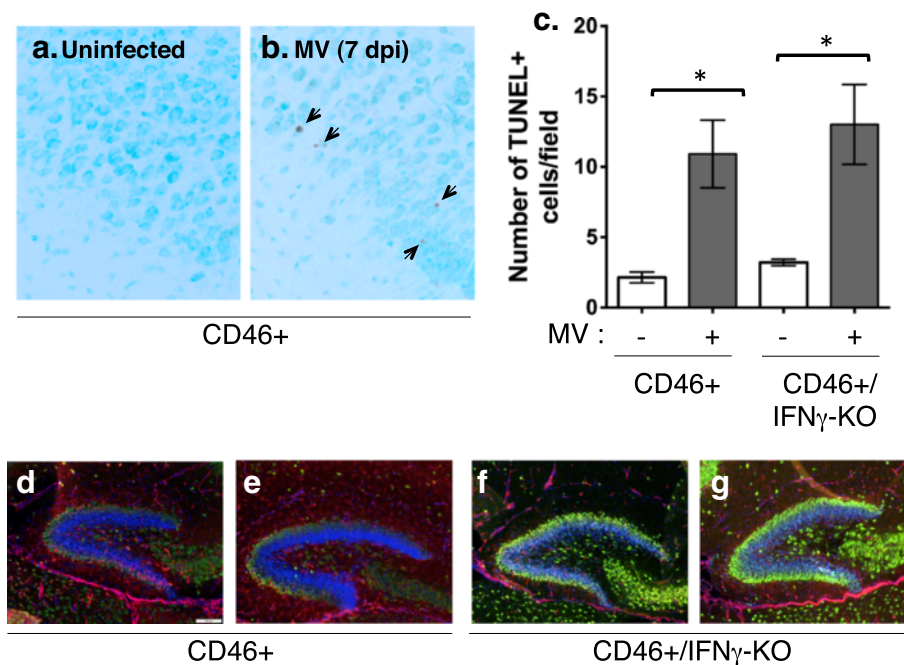 a. Uninfected
b. MV (7 dpi)
CD46+
c.
Number of TUNEL+
cells/field
20
15
10
5
0
*
*
MV : - + - +
CD46+
CD46+/
IFNγ-KO
d
e
f
g
CD46+
CD46+/IFNγ-KO